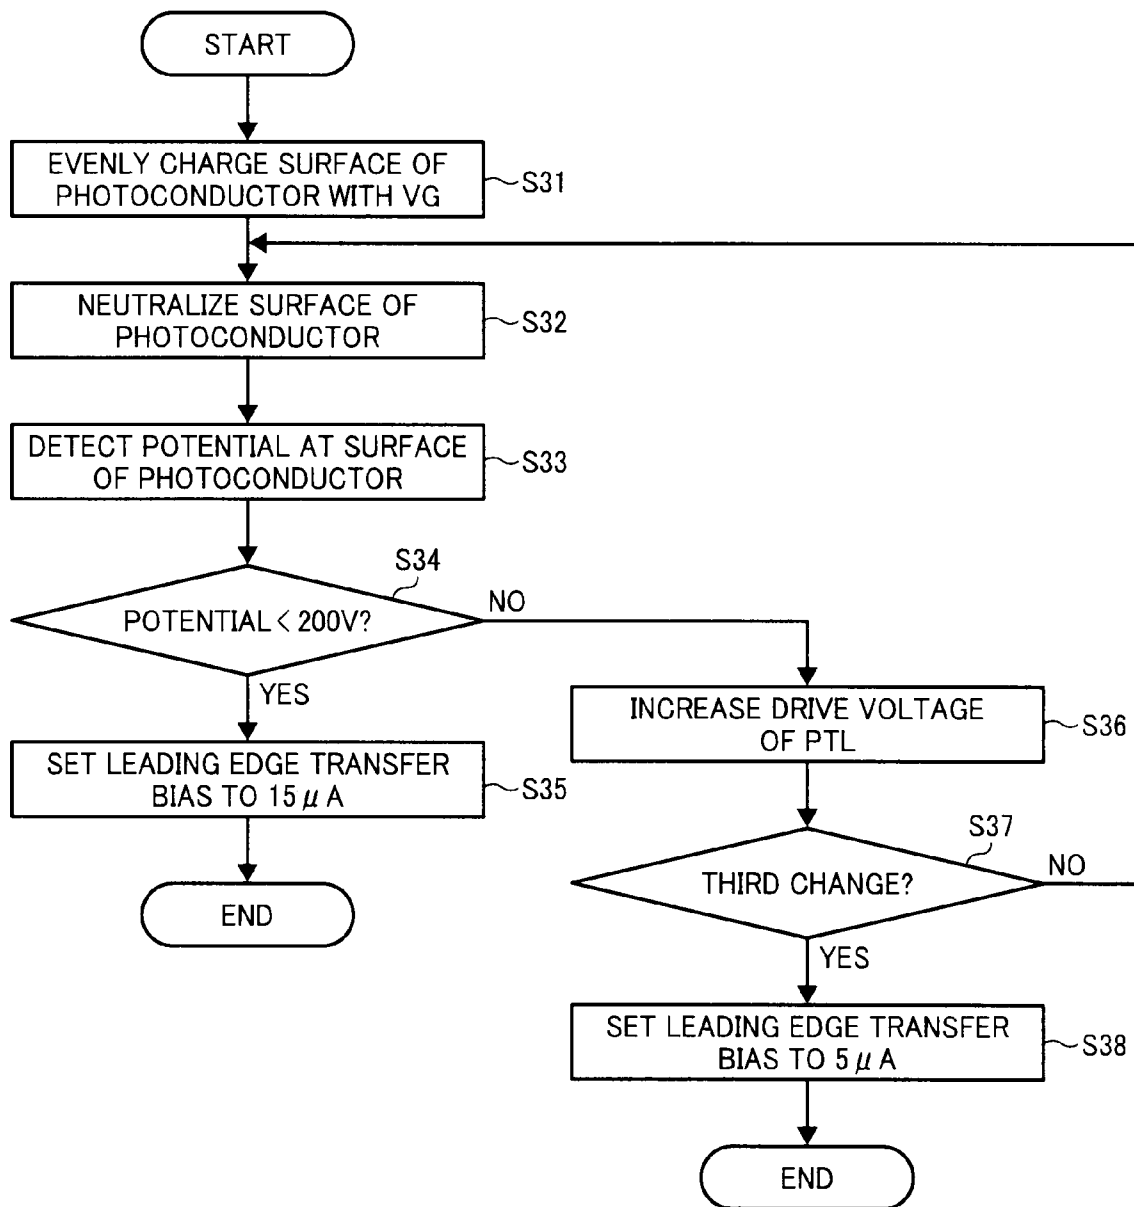 START
EVENLY CHARGE SURFACE OF
PHOTOCONDUCTOR WITH VG
S31
NEUTRALIZE SURFACE OF
PHOTOCONDUCTOR
S32
DETECT POTENTIAL AT SURFACE
OF PHOTOCONDUCTOR
S33
S34
POTENTIAL < 200V?
NO
YES
SET LEADING EDGE TRANSFER
BIAS TO 15 μ A
S35
END
INCREASE DRIVE VOLTAGE
OF PTL
S36
S37
THIRD CHANGE?
NO
YES
SET LEADING EDGE TRANSFER
BIAS TO 5 μ A
S38
END